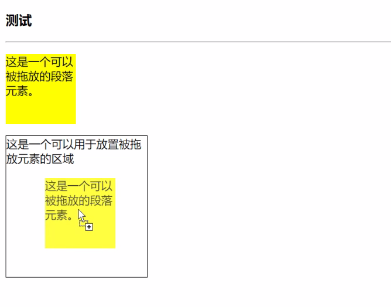 测试
这是一个可以
被拖放的段落
元素。
这是一个可以用于放置被拖
放元素的区域
这是一个可以
被拖放的段落
元素。